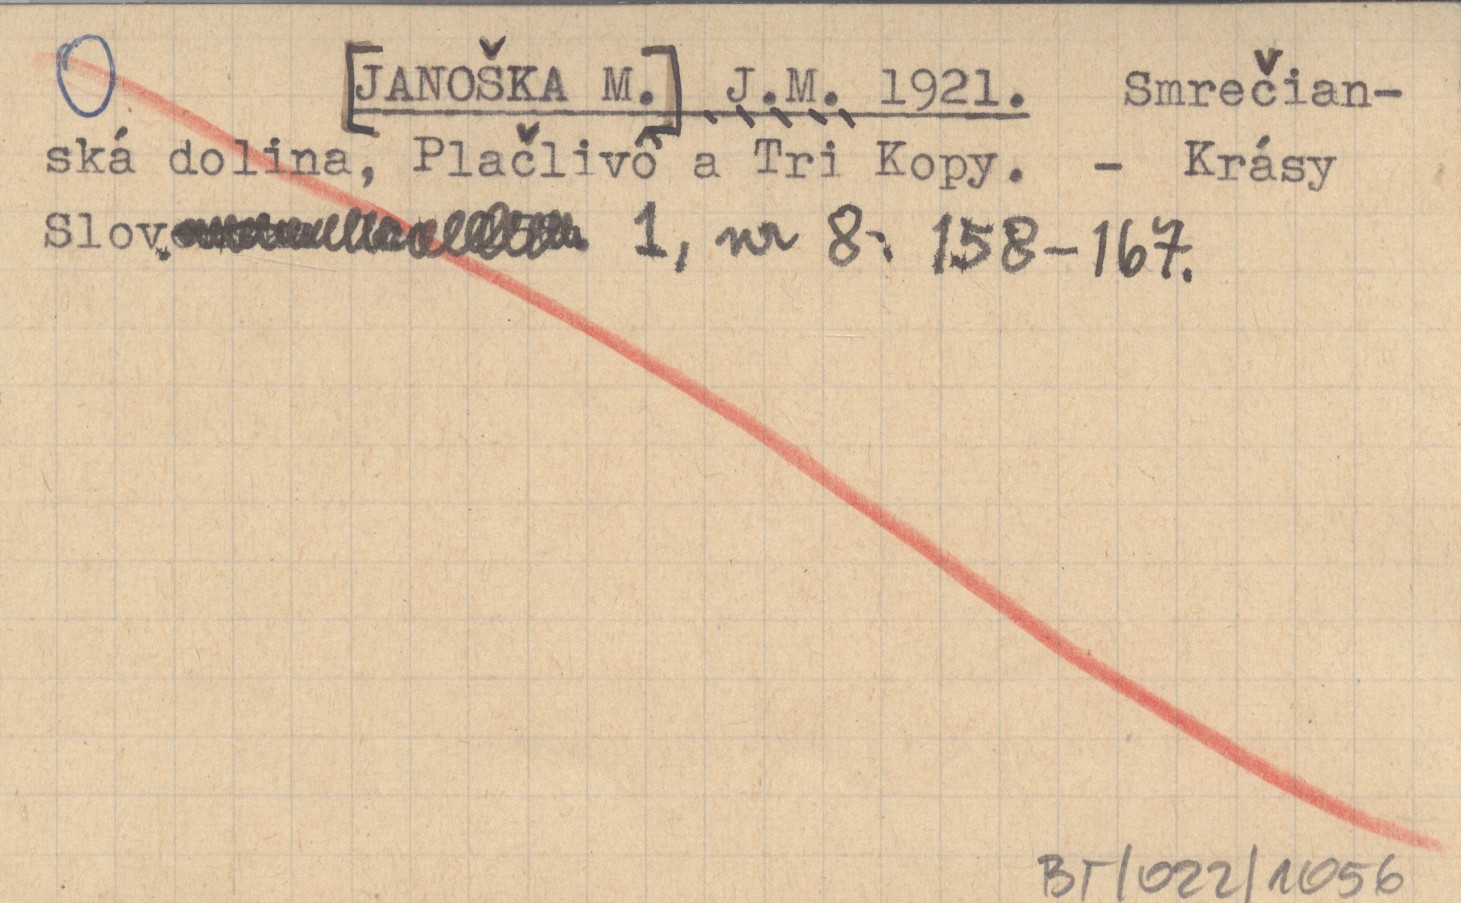 [JANOŠKA M.] J.M. 1921. Smrečian-
ská dolina, Plačlivô a Tri Kopy. - Krásy
Slov. 1, nr 8: 158-167.
BT/022/1056